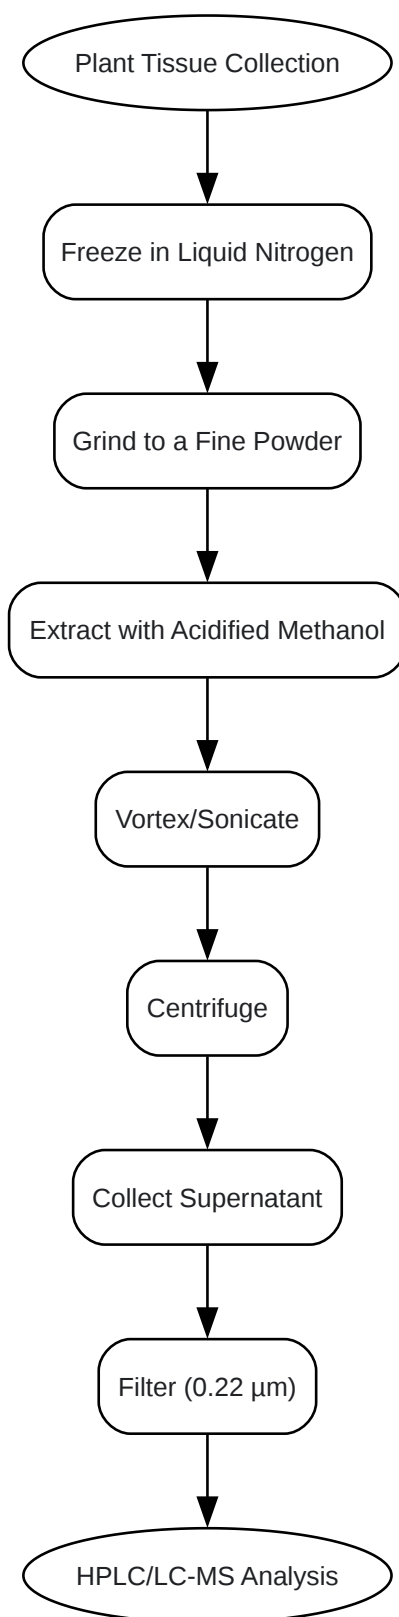 Plant Tissue Collection
Freeze in Liquid Nitrogen
Grind to a Fine Powder
Extract with Acidified Methanol
Vortex/Sonicate
Centrifuge
Collect Supernatant
Filter (0.22 µm)
HPLC/LC-MS Analysis